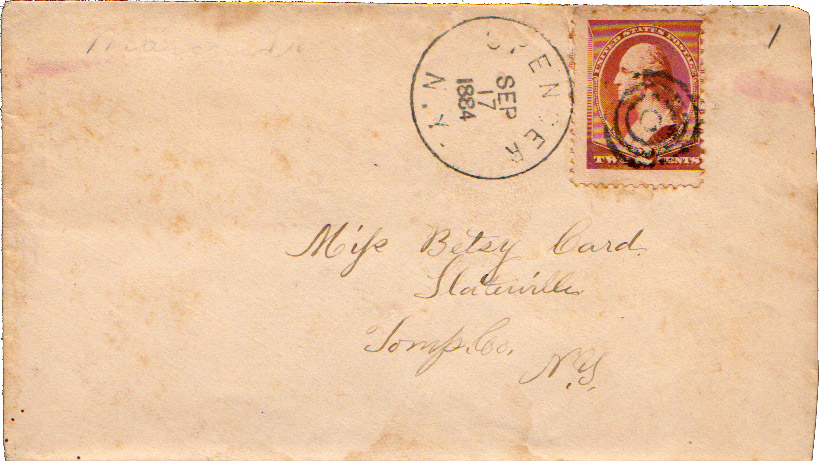 SPENCER
SEP
17
1884
N.Y.
UNITED STATES POSTAGE
TWO CENTS
1
Miss Betsy Card
Slaterville
Tomp. Co.
N.Y.